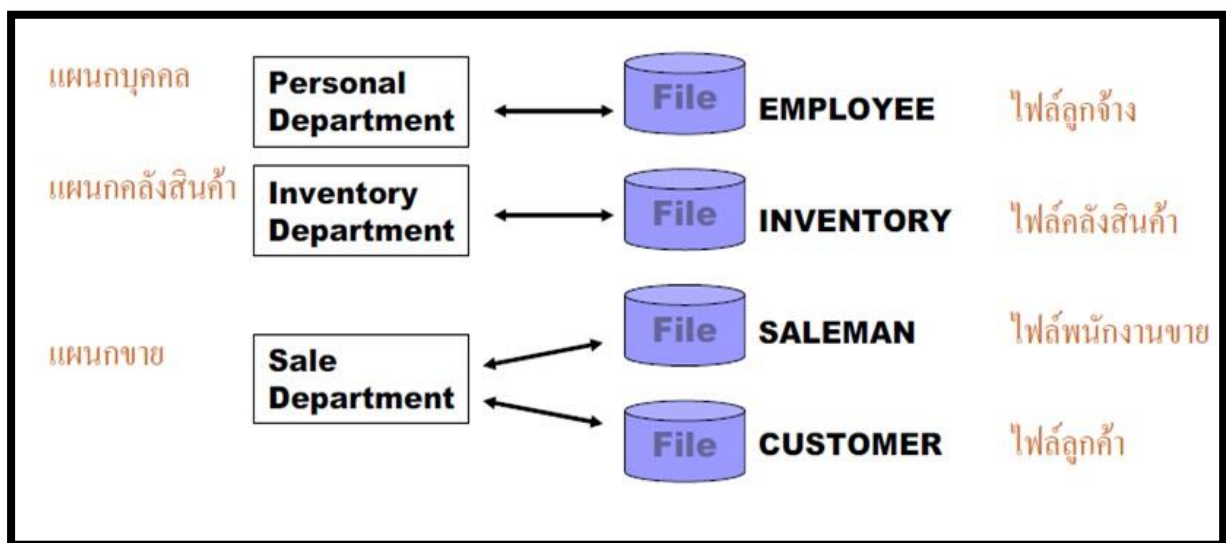 แผนกบุคคล
Personal
Department
File
EMPLOYEE
ไฟล์ลูกจ้าง
แผนกคลังสินค้า
Inventory
Department
File
INVENTORY
ไฟล์คลังสินค้า
แผนกขาย
Sale
Department
File
SALEMAN
ไฟล์พนักงานขาย
File
CUSTOMER
ไฟล์ลูกค้า